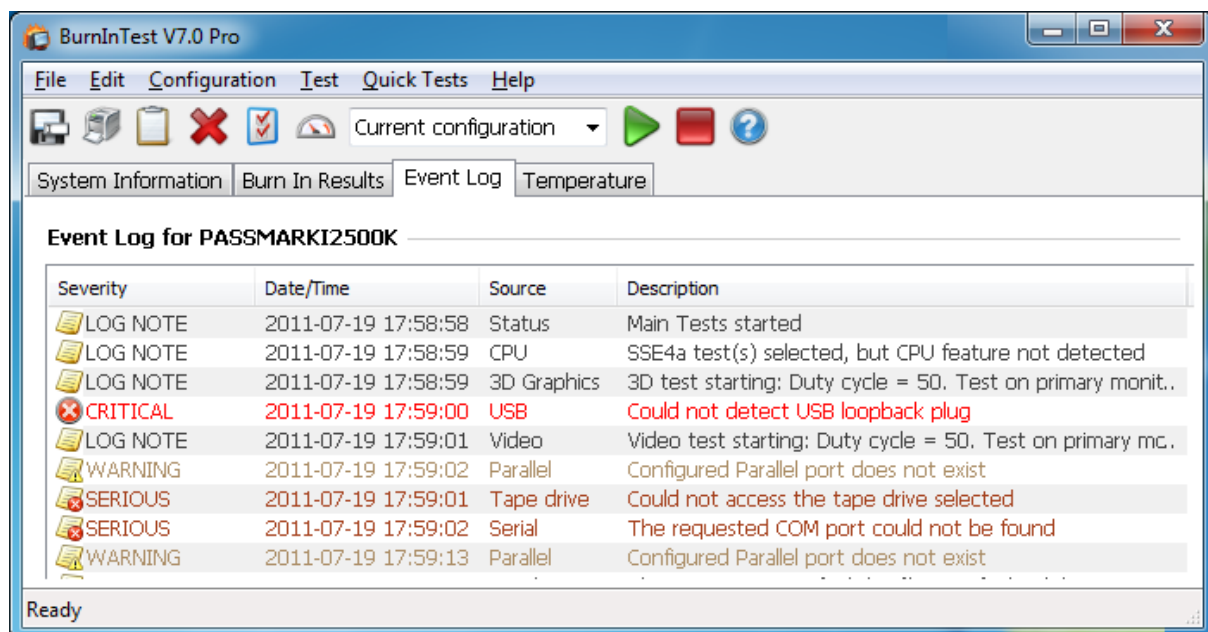 BurnInTest V7.0 Pro
File Edit Configuration Test Quick Tests Help
Current configuration
System Information Burn In Results Event Log Temperature
Event Log for PASSMARKI2500K
Severity Date/Time Source Description
LOG NOTE 2011-07-19 17:58:58 Status Main Tests started
LOG NOTE 2011-07-19 17:58:59 CPU SSE4a test(s) selected, but CPU feature not detected
LOG NOTE 2011-07-19 17:58:59 3D Graphics 3D test starting: Duty cycle = 50. Test on primary monit..
CRITICAL 2011-07-19 17:59:00 USB Could not detect USB loopback plug
LOG NOTE 2011-07-19 17:59:01 Video Video test starting: Duty cycle = 50. Test on primary mc..
WARNING 2011-07-19 17:59:02 Parallel Configured Parallel port does not exist
SERIOUS 2011-07-19 17:59:01 Tape drive Could not access the tape drive selected
SERIOUS 2011-07-19 17:59:02 Serial The requested COM port could not be found
WARNING 2011-07-19 17:59:13 Parallel Configured Parallel port does not exist
Ready